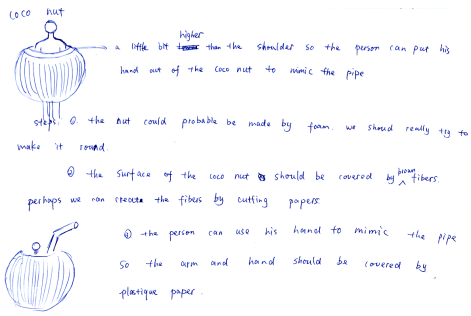 coco nut
higher
a little bit than the shoulder so the person can put his
hand out of the coco nut to mimic the pipe
steps: ① the nut could probable be made by foam. we should really try to
make it round.
② the surface of the coco nut should be covered by brown fibers.
perhaps we can create the fibers by cutting papers.
③ the person can use his hand to mimic the pipe
so the arm and hand should be covered by
plastique paper.